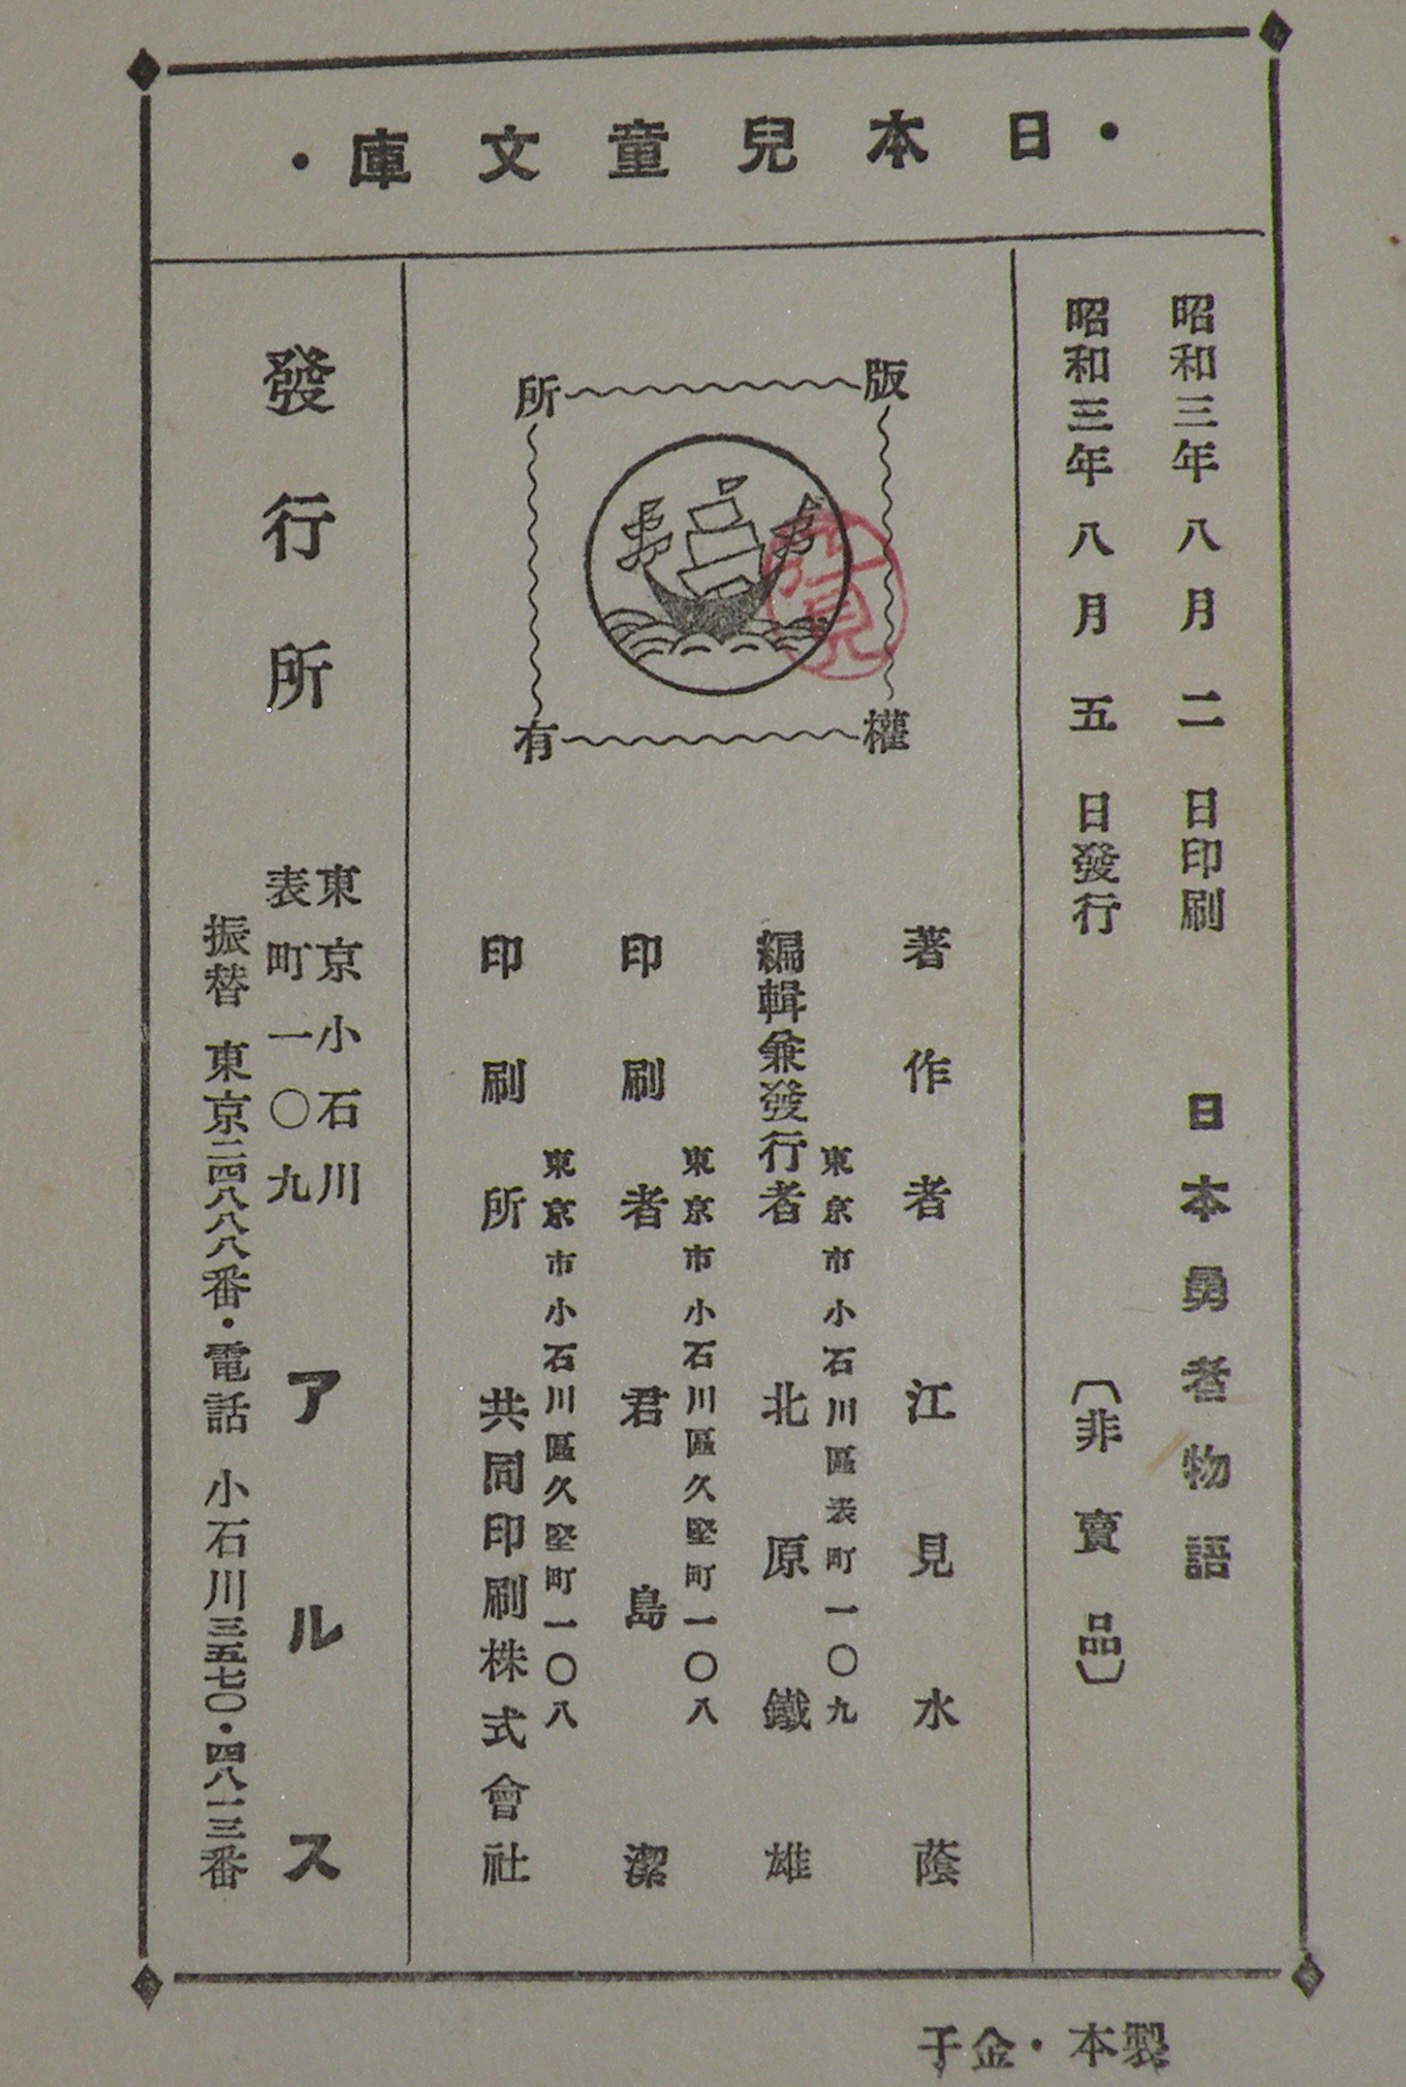 ・日本兒童文庫・
昭和三年八月二日印刷
昭和三年八月五日發行
日本勇者物語
〔非賣品〕
版權所有
著作者 江見水蔭
東京市小石川區表町一〇九
編輯兼發行者 北原鐵雄
東京市小石川區久堅町一〇八
印刷者 君島潔
東京市小石川區久堅町一〇八
印刷所 共同印刷株式會社
發行所
東京小石川
表町一〇九
アルス
振替 東京二四八八八番・電話 小石川三五七〇・四八一三番
製本・金子